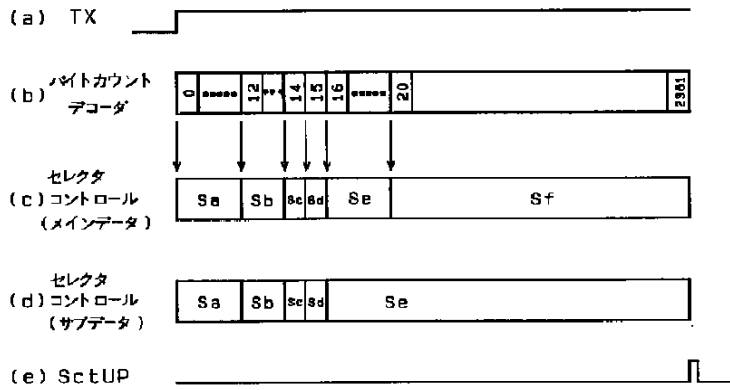 (a) TX
(b) バイトカウント
デコーダ
0 ••••• 12 ••• 14 15 16 ••••• 20 2381
セレクタ
(c) コントロール
(メインデータ)
Sa Sb Sc Sd Se Sf
セレクタ
(d) コントロール
(サブデータ)
Sa Sb Sc Sd Se
(e) SctUP